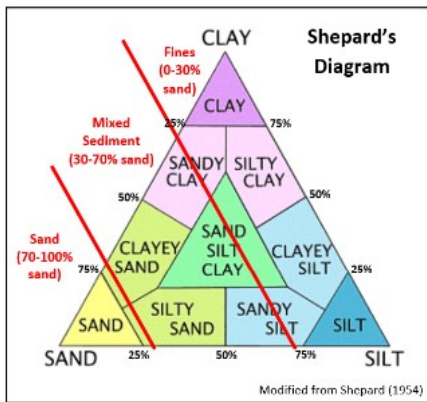 CLAY
Shepard's
Diagram
Fines
(0-30%
sand)
CLAY
25%
75%
Mixed
Sediment
(30-70% sand)
SANDY
CLAY
SILTY
CLAY
50%
50%
Sand
(70-100%
sand)
CLAYEY
SAND
SAND
SILT
CLAY
CLAYEY
SILT
75%
25%
SAND
SILTY
SAND
SANDY
SILT
SILT
SAND
25%
50%
75%
SILT
Modified from Shepard (1954)